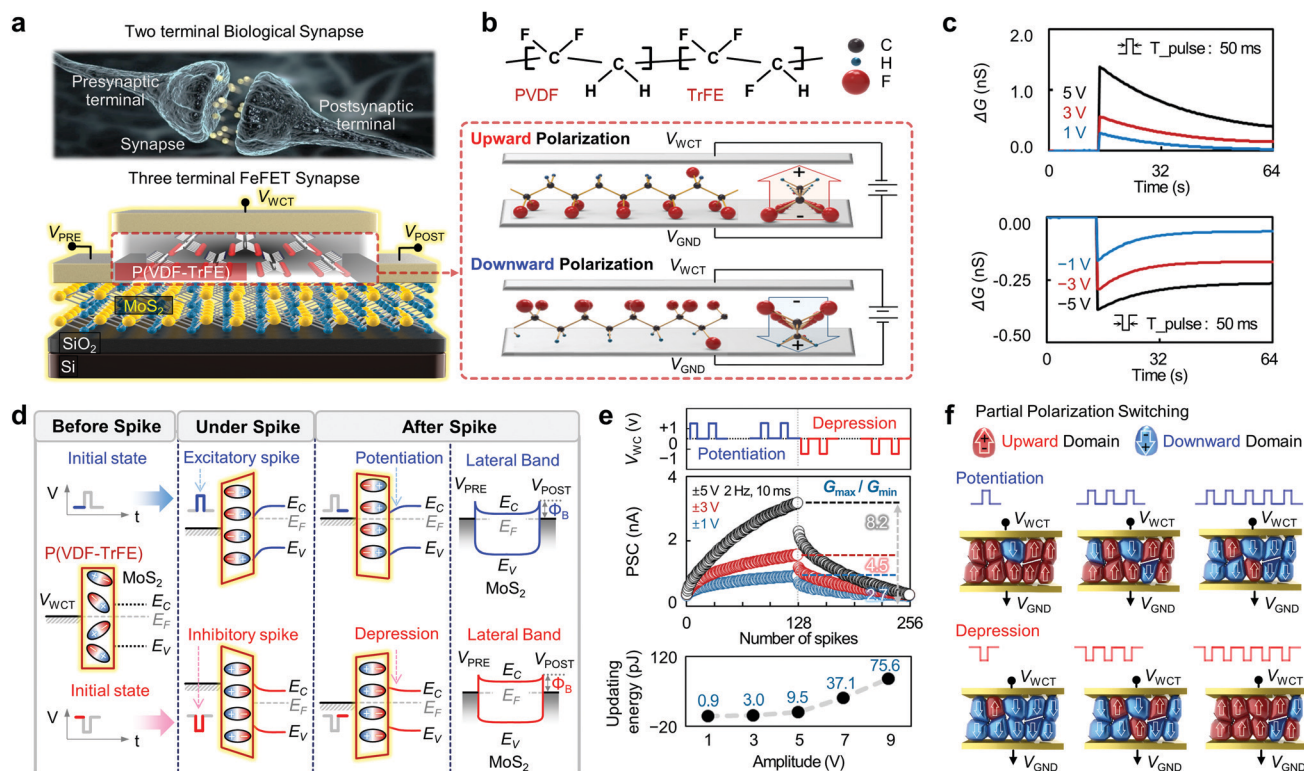 a
Two terminal Biological Synapse
Presynaptic
terminal
Synapse
Postsynaptic
terminal
Three terminal FeFET Synapse
V_WCT
V_PRE
V_POST
P(VDF-TrFE)
MoS₂
SiO₂
Si
b
F F F F
C C
C C
H H F H
PVDF TrFE
C
H
F
Upward Polarization
V_WCT
+
-
V_GND
Downward Polarization
V_WCT
-
+
V_GND
c
2.0
1.0
0.0
ΔG (nS)
T_pulse : 50 ms
5 V
3 V
1 V
0 32 64
Time (s)
0.00
-0.25
-0.50
ΔG (nS)
−1 V
−3 V
−5 V
T_pulse : 50 ms
0 32 64
Time (s)
d
Before Spike Under Spike After Spike
Initial state
V
t
Excitatory spike
E_C
E_F
E_V
Potentiation
E_C
E_F
E_V
Lateral Band
V_PRE V_POST
E_C
Φ_B
E_F
E_V
MoS₂
P(VDF-TrFE)
MoS₂
V_WCT
E_C
E_F
E_V
Initial state
V
t
Inhibitory spike
E_C
E_F
E_V
Depression
E_C
E_F
E_V
Lateral Band
V_PRE V_POST
E_C
Φ_B
E_F
E_V
MoS₂
e
V_WC (v)
+1
0
−1
Potentiation
Depression
PSC (nA)
4
2
0
±5 V 2 Hz, 10 ms
±3 V
±1 V
G_max / G_min
8.2
4.5
2.7
0 128 256
Number of spikes
Updating
energy (pJ)
120
−20
0.9 3.0 9.5 37.1 75.6
1 3 5 7 9
Amplitude (V)
f
Partial Polarization Switching
Upward Domain Downward Domain
Potentiation
V_WCT V_WCT V_WCT
V_GND V_GND V_GND
Depression
V_WCT V_WCT V_WCT
V_GND V_GND V_GND